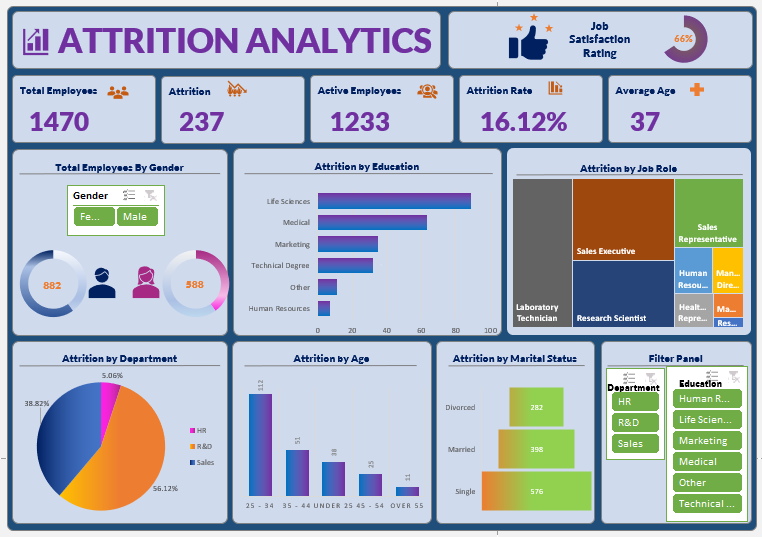 ATTRITION ANALYTICS
Job
Satisfaction
Rating
66%
Total Employees
1470
Attrition
237
Active Employees
1233
Attrition Rate
16.12%
Average Age
37
Total Employees By Gender
Gender
Fe...
Male
882
588
Attrition by Education
Life Sciences
Medical
Marketing
Technical Degree
Other
Human Resources
0 20 40 60 80 100
Attrition by Job Role
Laboratory
Technician
Sales Executive
Research Scientist
Sales
Representative
Human
Resou...
Man...
Dire...
Healt...
Repre...
Ma...
Res...
Attrition by Department
5.06%
38.82%
56.12%
HR
R&D
Sales
Attrition by Age
112
51
38
25
11
25 - 34 35 - 44 UNDER 25 45 - 54 OVER 55
Attrition by Marital Status
Divorced
282
Married
398
Single
576
Filter Panel
Department
HR
R&D
Sales
Education
Human R...
Life Scien...
Marketing
Medical
Other
Technical ...